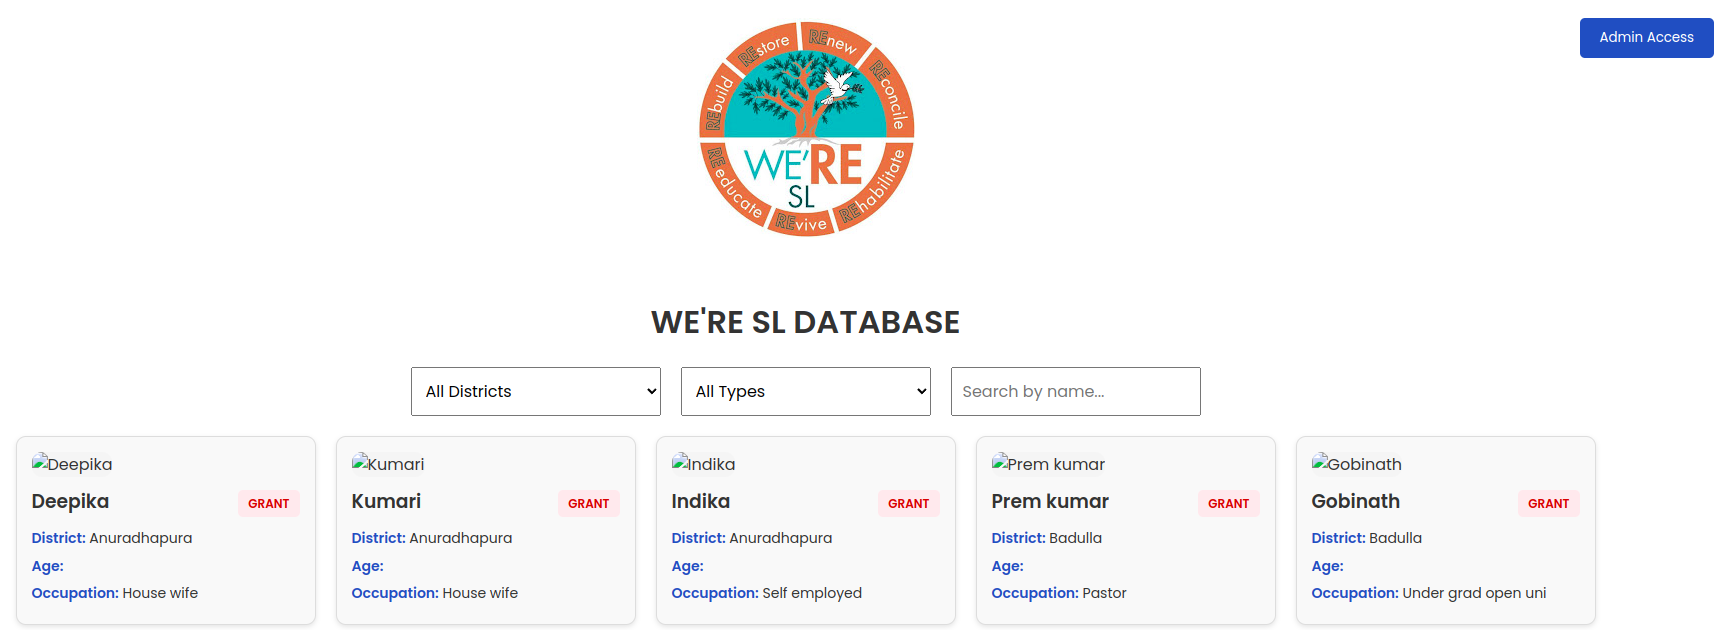 Admin Access
REbuild
REstore
REnew
REconcile
REeducate
REvive
REhabilitate
WE'RE
SL
WE'RE SL DATABASE
All Districts
All Types
Search by name...
Deepika
Deepika
GRANT
District: Anuradhapura
Age:
Occupation: House wife
Kumari
Kumari
GRANT
District: Anuradhapura
Age:
Occupation: House wife
Indika
Indika
GRANT
District: Anuradhapura
Age:
Occupation: Self employed
Prem kumar
Prem kumar
GRANT
District: Badulla
Age:
Occupation: Pastor
Gobinath
Gobinath
GRANT
District: Badulla
Age:
Occupation: Under grad open uni